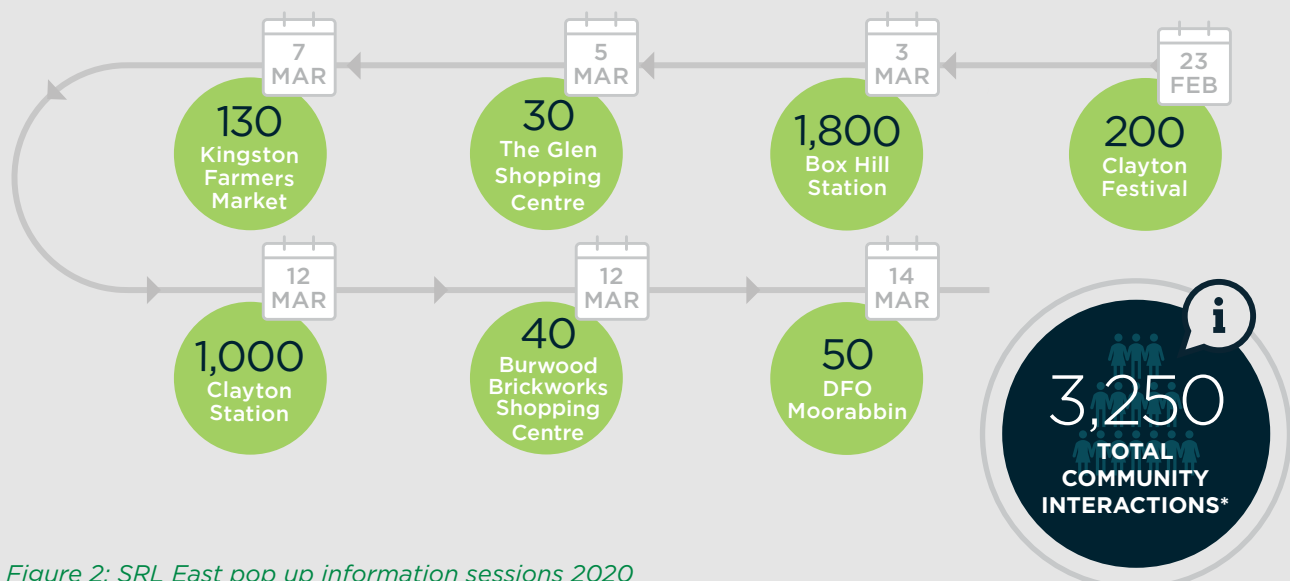 23
FEB
200
Clayton
Festival
3
MAR
1,800
Box Hill
Station
5
MAR
30
The Glen
Shopping
Centre
7
MAR
130
Kingston
Farmers
Market
12
MAR
1,000
Clayton
Station
12
MAR
40
Burwood
Brickworks
Shopping
Centre
14
MAR
50
DFO
Moorabbin
i
3,250
TOTAL
COMMUNITY
INTERACTIONS*
Figure 2: SRL East pop up information sessions 2020